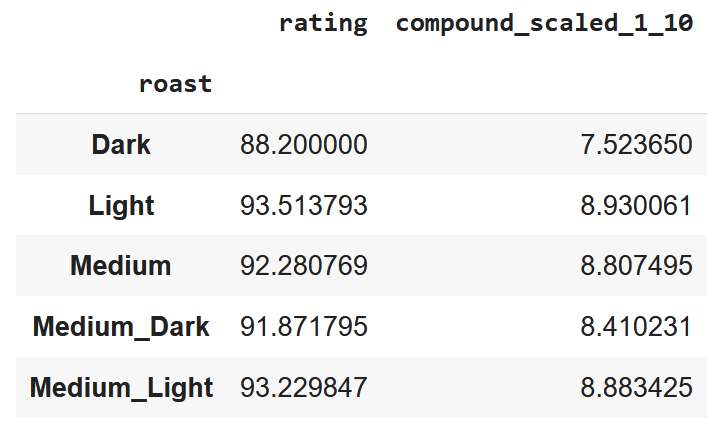 rating compound_scaled_1_10
roast
Dark 88.200000 7.523650
Light 93.513793 8.930061
Medium 92.280769 8.807495
Medium_Dark 91.871795 8.410231
Medium_Light 93.229847 8.883425